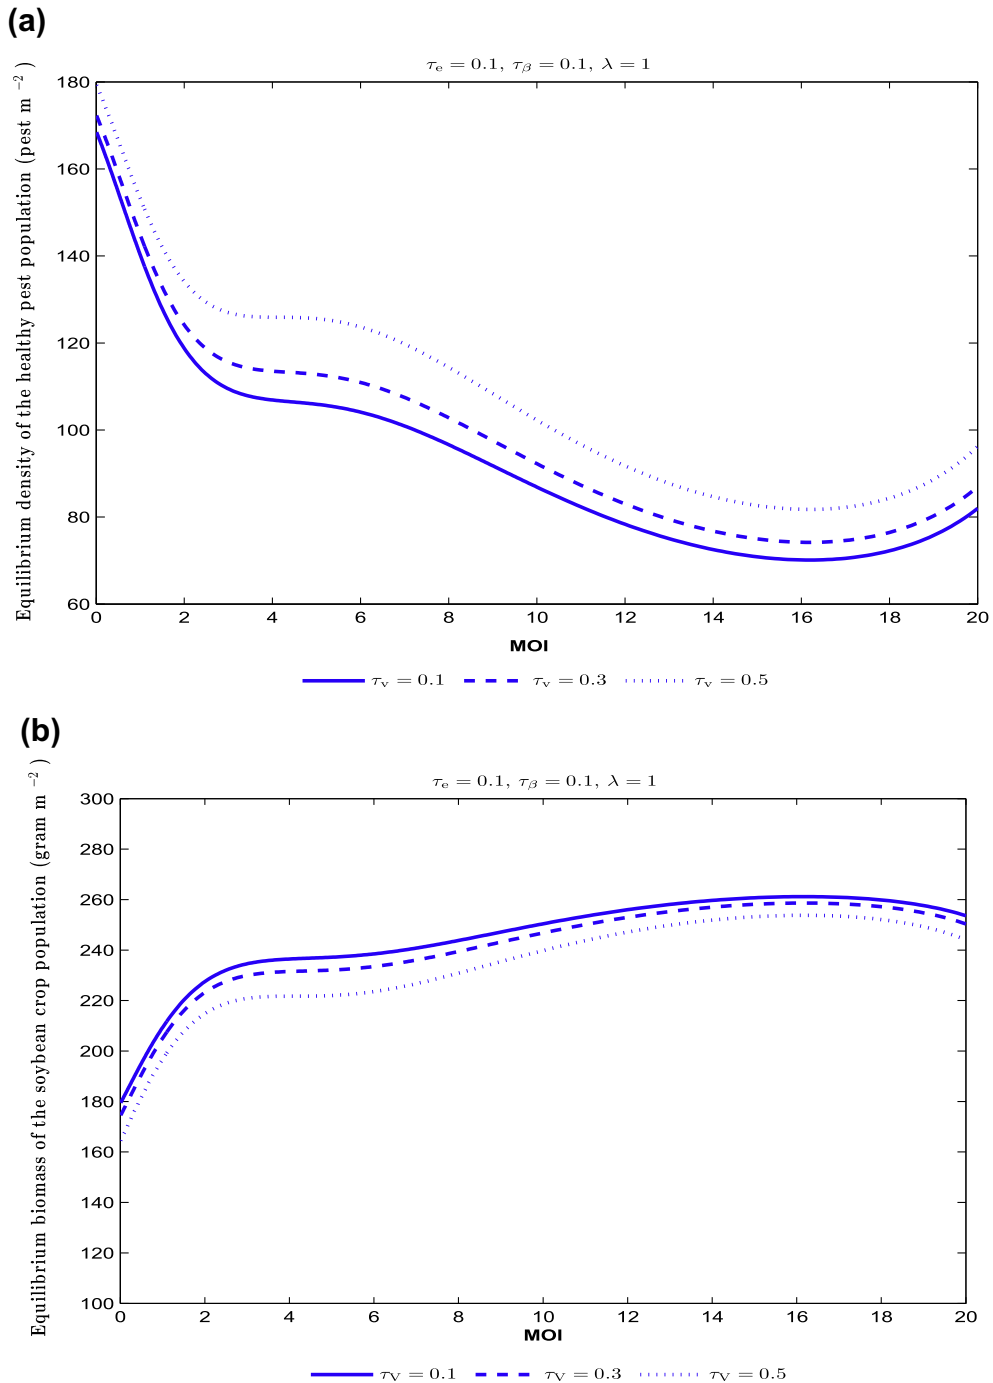 (a)
τe = 0.1, τβ = 0.1, λ = 1
Equilibrium density of the healthy pest population (pest m −2 )
180
160
140
120
100
80
60
0 2 4 6 8 10 12 14 16 18 20
MOI
τv = 0.1 τv = 0.3 τv = 0.5
(b)
τe = 0.1, τβ = 0.1, λ = 1
Equilibrium biomass of the soybean crop population (gram m −2 )
300
280
260
240
220
200
180
160
140
120
100
0 2 4 6 8 10 12 14 16 18 20
MOI
τV = 0.1 τV = 0.3 τV = 0.5